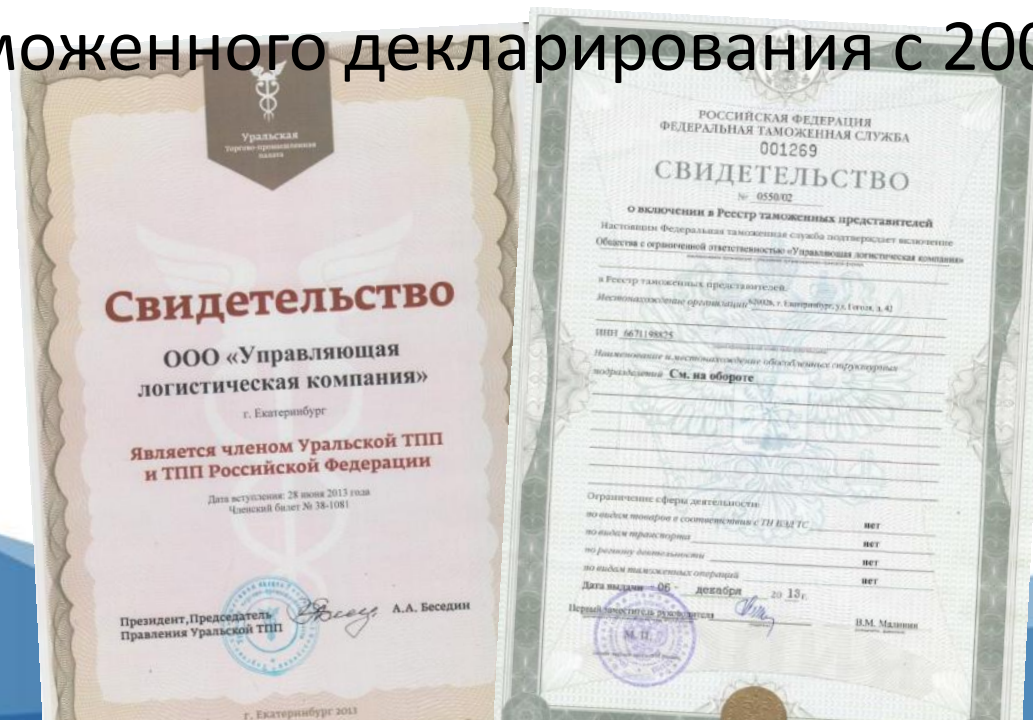 моженного декларирования с 200
Уральская
Торгово-промышленная
палата
Свидетельство
ООО «Управляющая
логистическая компания»
г. Екатеринбург
Является членом Уральской ТПП
и ТПП Российской Федерации
Дата вступления: 28 июня 2013 года
Членский билет № 38-1081
Президент, Председатель
Правления Уральской ТПП
А.А. Беседин
г. Екатеринбург 2013
РОССИЙСКАЯ ФЕДЕРАЦИЯ
ФЕДЕРАЛЬНАЯ ТАМОЖЕННАЯ СЛУЖБА
001269
СВИДЕТЕЛЬСТВО
№ 0550/02
о включении в Реестр таможенных представителей
Настоящим Федеральная таможенная служба подтверждает включение
Общества с ограниченной ответственностью «Управляющая логистическая компания»
в Реестр таможенных представителей.
Местонахождение организации 620026, г. Екатеринбург, ул. Гоголя, д. 42
ИНН 6671198825
Наименование и местонахождение обособленных структурных
подразделений См. на обороте
Ограничение сферы деятельности:
по видам товаров в соответствии с ТН ВЭД ТС нет
по видам транспорта нет
по региону деятельности нет
по видам таможенных операций нет
Дата выдачи 06 декабря 20 13 г.
Первый заместитель руководителя
В.М. Малинин
М. П.